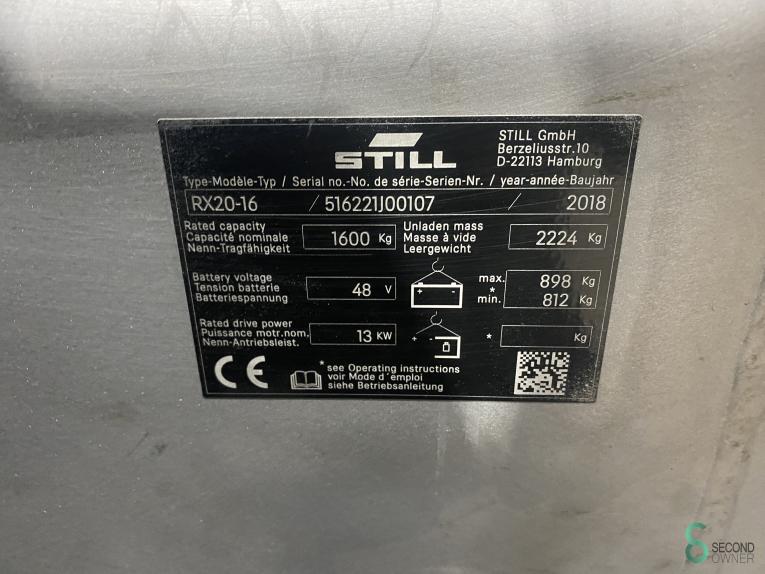 STILL
STILL GmbH
Berzeliusstr.10
D-22113 Hamburg
Type-Modèle-Typ / Serial no.-No. de série-Serien-Nr. / year-année-Baujahr
RX20-16 / 516221J00107 / 2018
Rated capacity
Capacité nominale
Nenn-Tragfähigkeit
1600 Kg
Unladen mass
Masse à vide
Leergewicht
2224 Kg
Battery voltage
Tension batterie
Batteriespannung
48 V
+ -
max.
*
min.
898 Kg
812 Kg
Rated drive power
Puissance motr.nom.
Nenn-Antriebsleist.
13 KW
+ -
* Kg
CE
*see Operating instructions
voir Mode d´emploi
siehe Betriebsanleitung
SECOND
OWNER